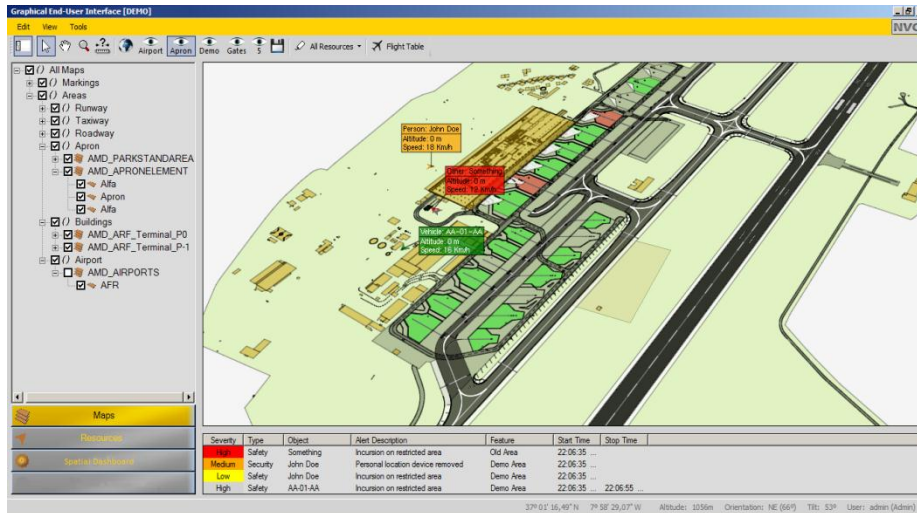 Graphical End-User Interface [DEMO]
Edit View Tools
NVC
Airport Apron Demo Gates 5 All Resources Flight Table
All Maps
Markings
Areas
Runway
Taxiway
Roadway
Apron
AMD_PARKSTANDAREA
AMD_APRONELEMENT
Alfa
Apron
Alfa
Buildings
AMD_ARF_Terminal_P0
AMD_ARF_Terminal_P-1
Airport
AMD_AIRPORTS
AFR
Person: John Doe
Altitude: 0 m
Speed: 18 Km/h
Other: Something
Altitude: 0 m
Speed: 19 Km/h
Vehicle: AA-01-AA
Altitude: 0 m
Speed: 16 Km/h
Maps
Resources
Spatial Dashboard
Severity Type Object Alert Description Feature Start Time Stop Time
High Safety Something Incursion on restricted area Old Area 22:06:35 ...
Medium Security John Doe Personal location device removed Demo Area 22:06:35 ...
Low Safety John Doe Incursion on restricted area Demo Area 22:06:35 ...
High Safety AA-01-AA Incursion on restricted area Demo Area 22:06:35 ... 22:06:55 ...
37º 01' 16,49" N 7º 58' 29,07" W Altitude: 1056m Orientation: NE (66º) Tilt: 53º User: admin (Admin)